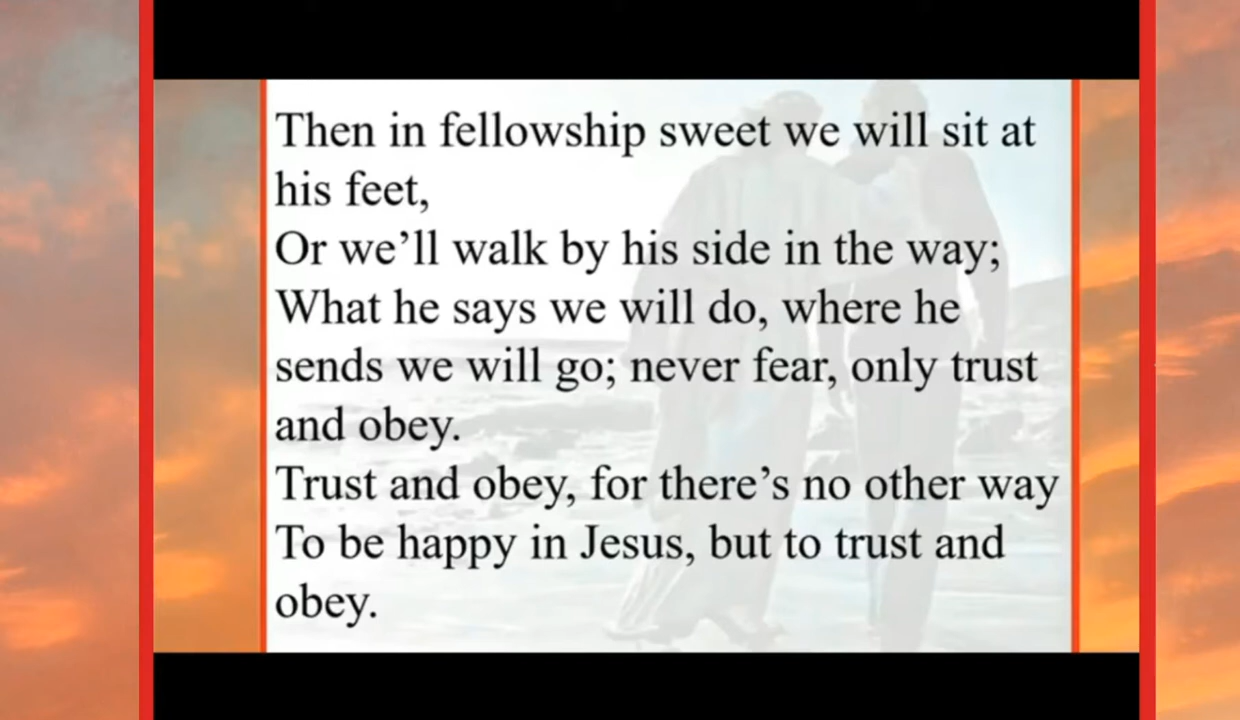 Then in fellowship sweet we will sit at
his feet,
Or we’ll walk by his side in the way;
What he says we will do, where he
sends we will go; never fear, only trust
and obey.
Trust and obey, for there’s no other way
To be happy in Jesus, but to trust and
obey.